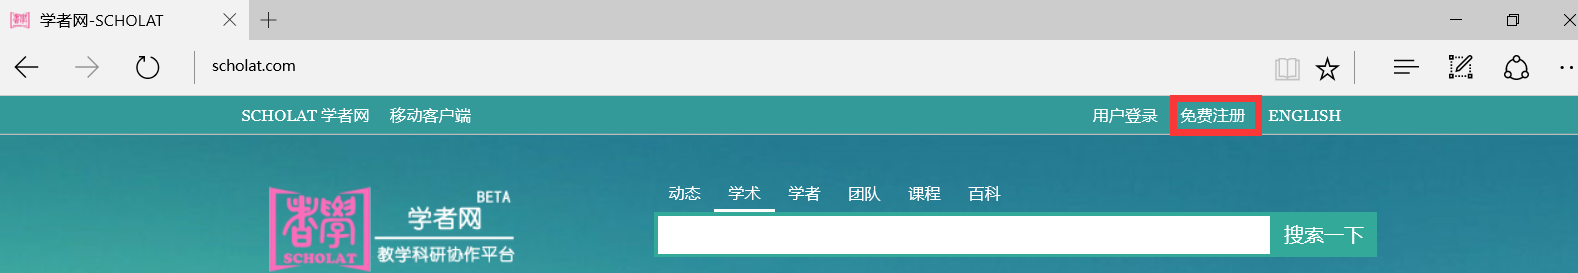 学者网-SCHOLAT
scholat.com
SCHOLAT 学者网 移动客户端 用户登录 免费注册 ENGLISH
动态 学术 学者 团队 课程 百科
BETA
学者网
教学科研协作平台
香學
SCHOLAT
搜索一下